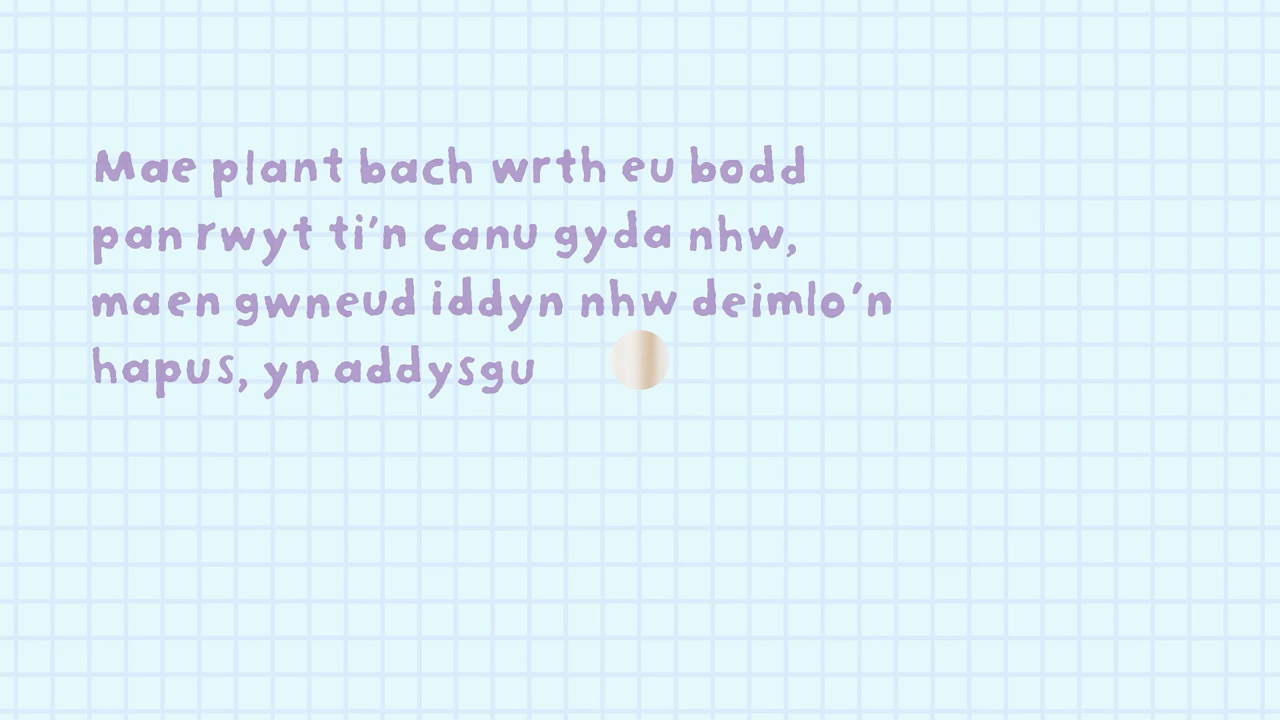 Mae plant bach wrth eu bodd
pan rwyt ti'n canu gyda nhw,
maen gwneud iddyn nhw deimlo'n
hapus, yn addysgu